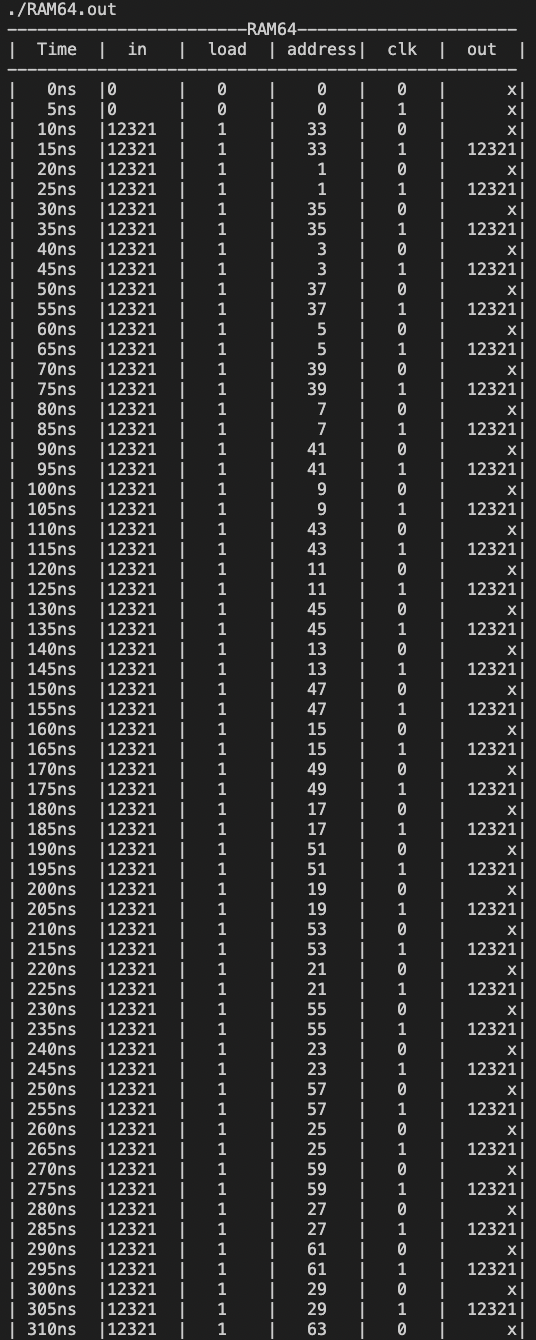 ./RAM64.out
--------------------------RAM64------------------------
|  Time  |  in    |  load  | address|  clk  |  out  |
-------------------------------------------------------
|   0ns  |0       |   0    |    0   |   0   |      x|
|   5ns  |0       |   0    |    0   |   1   |      x|
|  10ns  |12321   |   1    |   33   |   0   |      x|
|  15ns  |12321   |   1    |   33   |   1   |  12321|
|  20ns  |12321   |   1    |    1   |   0   |      x|
|  25ns  |12321   |   1    |    1   |   1   |  12321|
|  30ns  |12321   |   1    |   35   |   0   |      x|
|  35ns  |12321   |   1    |   35   |   1   |  12321|
|  40ns  |12321   |   1    |    3   |   0   |      x|
|  45ns  |12321   |   1    |    3   |   1   |  12321|
|  50ns  |12321   |   1    |   37   |   0   |      x|
|  55ns  |12321   |   1    |   37   |   1   |  12321|
|  60ns  |12321   |   1    |    5   |   0   |      x|
|  65ns  |12321   |   1    |    5   |   1   |  12321|
|  70ns  |12321   |   1    |   39   |   0   |      x|
|  75ns  |12321   |   1    |   39   |   1   |  12321|
|  80ns  |12321   |   1    |    7   |   0   |      x|
|  85ns  |12321   |   1    |    7   |   1   |  12321|
|  90ns  |12321   |   1    |   41   |   0   |      x|
|  95ns  |12321   |   1    |   41   |   1   |  12321|
| 100ns  |12321   |   1    |    9   |   0   |      x|
| 105ns  |12321   |   1    |    9   |   1   |  12321|
| 110ns  |12321   |   1    |   43   |   0   |      x|
| 115ns  |12321   |   1    |   43   |   1   |  12321|
| 120ns  |12321   |   1    |   11   |   0   |      x|
| 125ns  |12321   |   1    |   11   |   1   |  12321|
| 130ns  |12321   |   1    |   45   |   0   |      x|
| 135ns  |12321   |   1    |   45   |   1   |  12321|
| 140ns  |12321   |   1    |   13   |   0   |      x|
| 145ns  |12321   |   1    |   13   |   1   |  12321|
| 150ns  |12321   |   1    |   47   |   0   |      x|
| 155ns  |12321   |   1    |   47   |   1   |  12321|
| 160ns  |12321   |   1    |   15   |   0   |      x|
| 165ns  |12321   |   1    |   15   |   1   |  12321|
| 170ns  |12321   |   1    |   49   |   0   |      x|
| 175ns  |12321   |   1    |   49   |   1   |  12321|
| 180ns  |12321   |   1    |   17   |   0   |      x|
| 185ns  |12321   |   1    |   17   |   1   |  12321|
| 190ns  |12321   |   1    |   51   |   0   |      x|
| 195ns  |12321   |   1    |   51   |   1   |  12321|
| 200ns  |12321   |   1    |   19   |   0   |      x|
| 205ns  |12321   |   1    |   19   |   1   |  12321|
| 210ns  |12321   |   1    |   53   |   0   |      x|
| 215ns  |12321   |   1    |   53   |   1   |  12321|
| 220ns  |12321   |   1    |   21   |   0   |      x|
| 225ns  |12321   |   1    |   21   |   1   |  12321|
| 230ns  |12321   |   1    |   55   |   0   |      x|
| 235ns  |12321   |   1    |   55   |   1   |  12321|
| 240ns  |12321   |   1    |   23   |   0   |      x|
| 245ns  |12321   |   1    |   23   |   1   |  12321|
| 250ns  |12321   |   1    |   57   |   0   |      x|
| 255ns  |12321   |   1    |   57   |   1   |  12321|
| 260ns  |12321   |   1    |   25   |   0   |      x|
| 265ns  |12321   |   1    |   25   |   1   |  12321|
| 270ns  |12321   |   1    |   59   |   0   |      x|
| 275ns  |12321   |   1    |   59   |   1   |  12321|
| 280ns  |12321   |   1    |   27   |   0   |      x|
| 285ns  |12321   |   1    |   27   |   1   |  12321|
| 290ns  |12321   |   1    |   61   |   0   |      x|
| 295ns  |12321   |   1    |   61   |   1   |  12321|
| 300ns  |12321   |   1    |   29   |   0   |      x|
| 305ns  |12321   |   1    |   29   |   1   |  12321|
| 310ns  |12321   |   1    |   63   |   0   |      x|